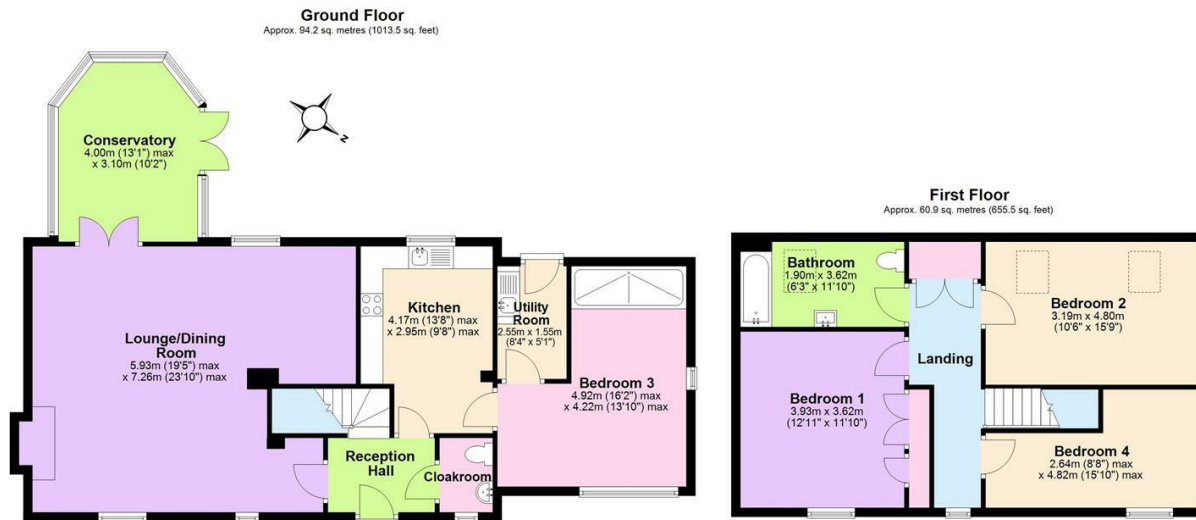 Ground Floor
Approx. 94.2 sq. metres (1013.5 sq. feet)
Conservatory
4.00m (13'1") max
x 3.10m (10'2")
N
Lounge/Dining
Room
5.93m (19'5") max
x 7.26m (23'10") max
Kitchen
4.17m (13'8") max
x 2.95m (9'8") max
Utility
Room
2.55m x 1.55m
(8'4" x 5'1")
Bedroom 3
4.92m (16'2") max
x 4.22m (13'10") max
Reception
Hall
Cloakroom
First Floor
Approx. 60.9 sq. metres (655.5 sq. feet)
Bathroom
1.90m x 3.62m
(6'3" x 11'10")
Bedroom 2
3.19m x 4.80m
(10'6" x 15'9")
Landing
Bedroom 1
3.93m x 3.62m
(12'11" x 11'10")
Bedroom 4
2.64m (8'8") max
x 4.82m (15'10") max